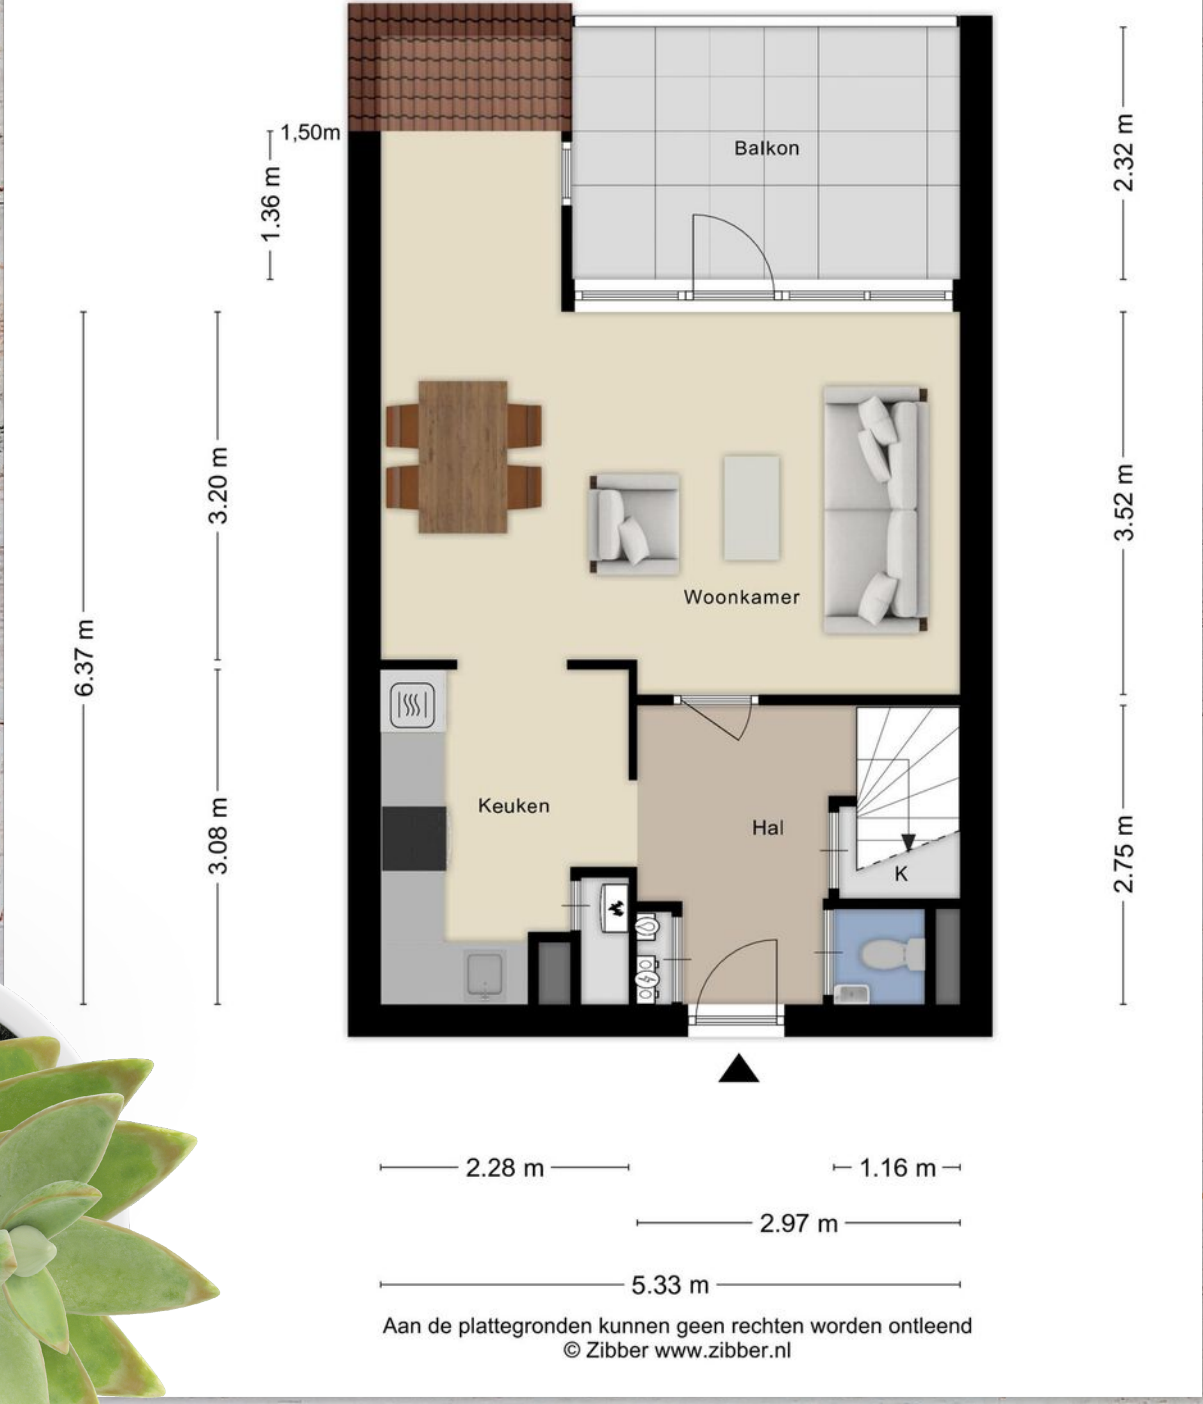 1,50m
Balkon
2.32 m
1.36 m
3.20 m
3.52 m
6.37 m
Woonkamer
Keuken
Hal
3.08 m
2.75 m
K
2.28 m
1.16 m
2.97 m
5.33 m
Aan de plattegronden kunnen geen rechten worden ontleend
© Zibber www.zibber.nl